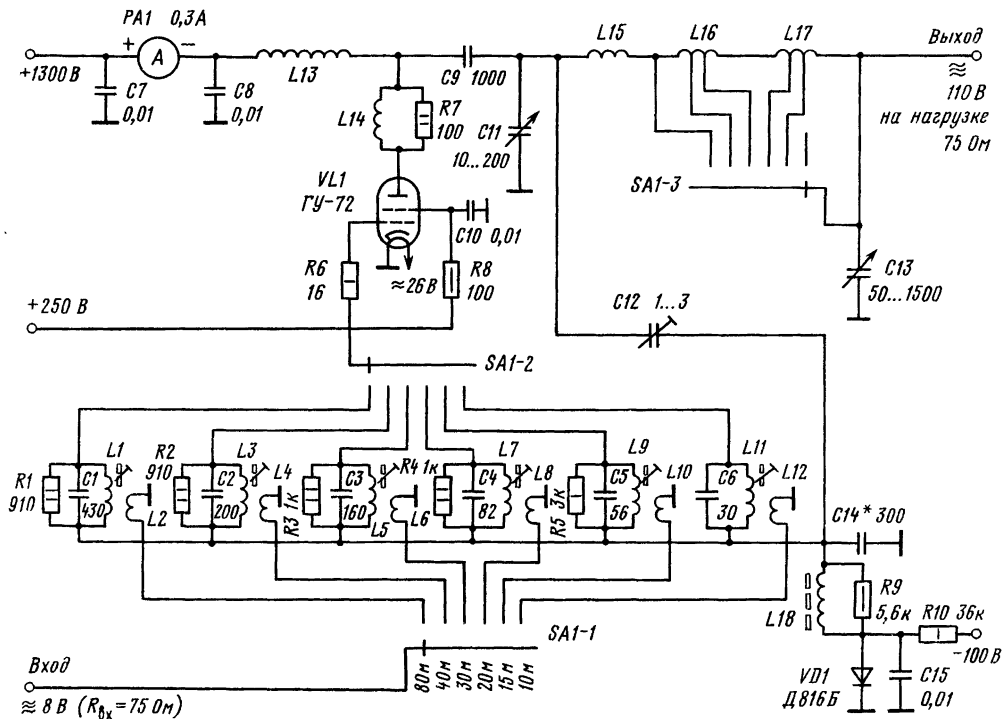 PA1 0,3А
+
A
−
+1300 В
C7
0,01
C8
0,01
L13
C9 1000
L15
L16
L17
Выход
≈
110 В
на нагрузке
75 Ом
L14
R7
100
C11
10...200
VL1
ГУ-72
C10 0,01
SA1-3
R6
16
≈26В
R8
100
C13
50...1500
+250 В
C12 1...3
SA1-2
R1
910
C1
430
L1
L2
R2
910
C2
200
L3
L4
R3 1к
C3
160
L5
R4 1к
L6
C4
82
L7
L8
R5 3к
C5
56
L9
L10
C6
30
L11
L12
C14* 300
L18
R9
5,6к
R10 36к
−100 В
VD1
Д816Б
C15
0,01
SA1-1
80м
40м
30м
20м
15м
10м
Вход
≈ 8 В (Rвх = 75 Ом)